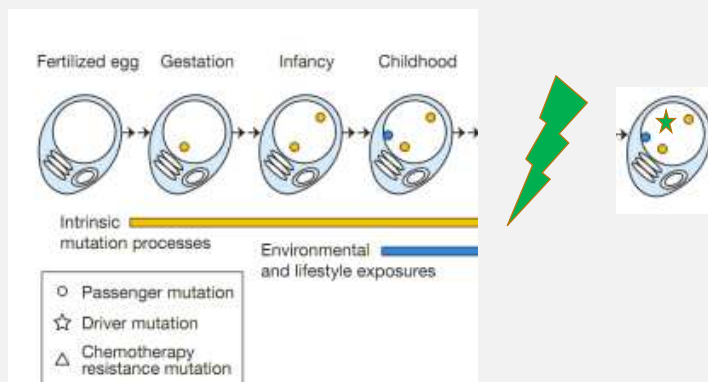 Fertilized egg Gestation Infancy Childhood
Intrinsic
mutation processes
Environmental
and lifestyle exposures
Passenger mutation
Driver mutation
Chemotherapy
resistance mutation